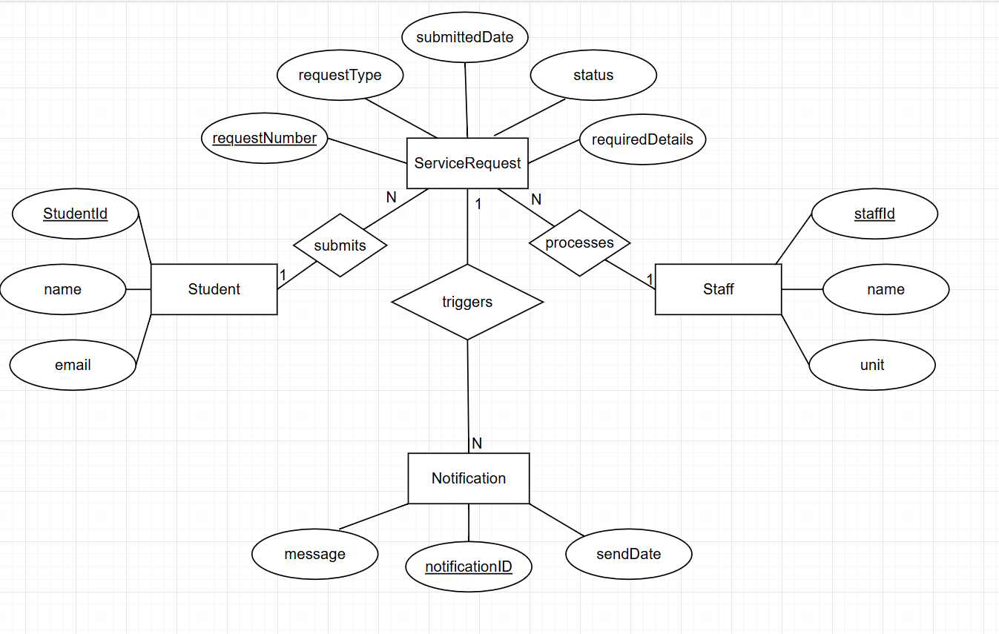 submittedDate
requestType
status
requestNumber
requiredDetails
ServiceRequest
N
1
N
StudentId
staffId
submits
processes
1
1
Student
Staff
name
name
triggers
email
unit
N
Notification
message
notificationID
sendDate